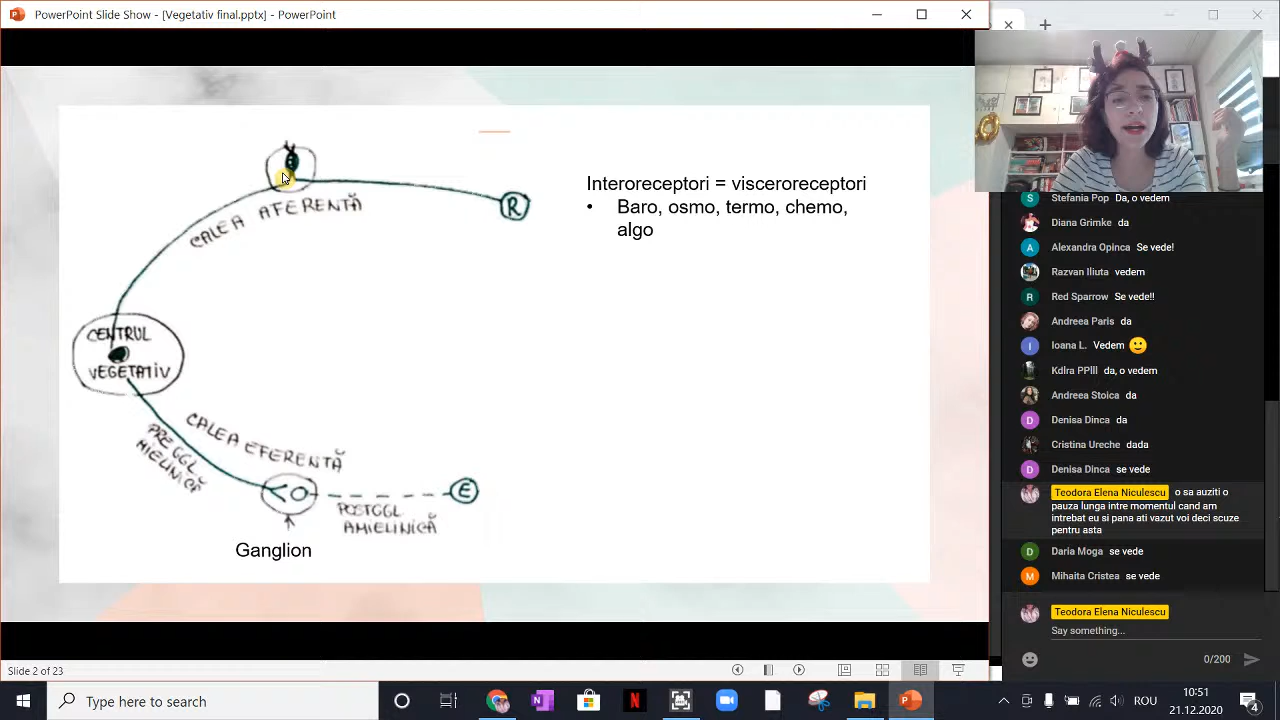 PowerPoint Slide Show - [Vegetativ final.pptx] - PowerPoint
CALEA AFERENTĂ
R
Interoreceptori = visceroreceptori
• Baro, osmo, termo, chemo,
algo
CENTRUL
VEGETATIV
CALEA EFERENTĂ
PREGGL
MIELINICĂ
E
POSTGGL
AMIELINICĂ
Ganglion
S Stefania Pop Da, o vedem
Diana Grimke da
A Alexandra Opinca Se vede!
Razvan Iliuta vedem
R Red Sparrow Se vede!!
Andreea Paris da
I Ioana L. Vedem
Kdlra PPlll da, o vedem
Andreea Stoica da
D Denisa Dinca da
Cristina Ureche dada
D Denisa Dinca se vede
Teodora Elena Niculescu o sa auziti o
pauza lunga intre momentul cand am
intrebat eu si pana ati vazut voi deci scuze
pentru asta
D Daria Moga se vede
M Mihaita Cristea se vede
Teodora Elena Niculescu
Say something...
0/200
Slide 2 of 23
Type here to search
ROU
10:51
21.12.2020
4